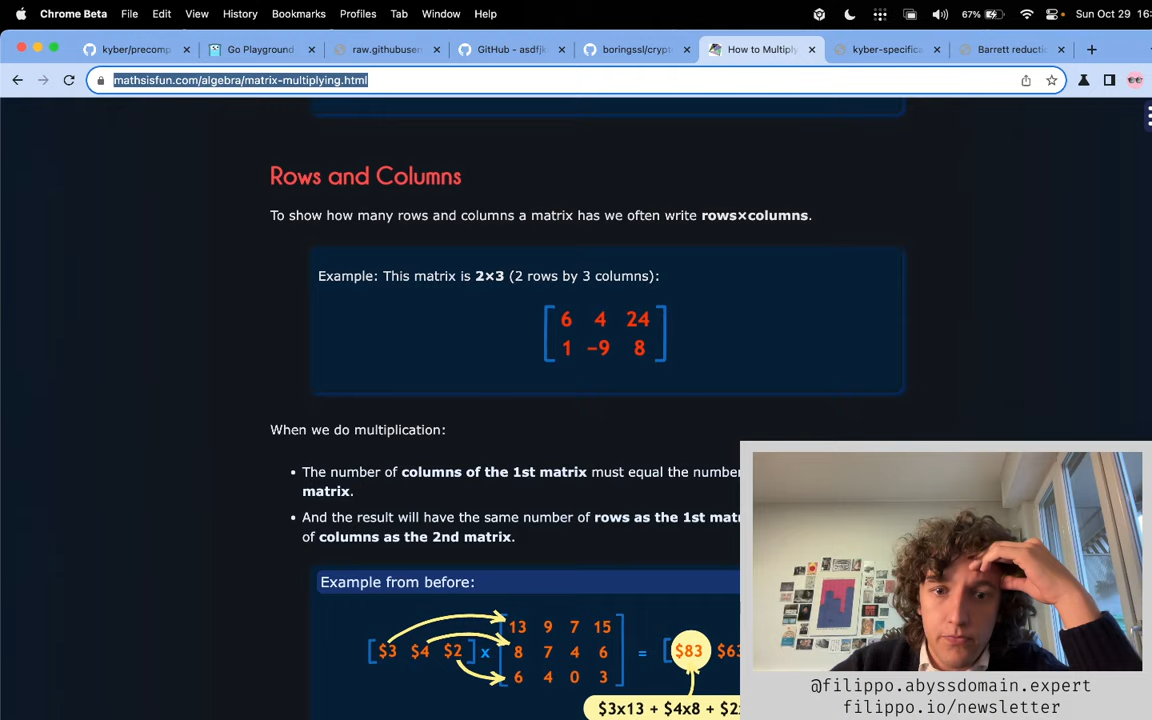 Chrome Beta File Edit View History Bookmarks Profiles Tab Window Help 67% Sun Oct 29 16:
kyber/precomp Go Playground raw.githubuser GitHub - asdfjk boringssl/crypt How to Multiply kyber-specifica Barrett reductio
mathsisfun.com/algebra/matrix-multiplying.html
Rows and Columns
To show how many rows and columns a matrix has we often write rows×columns.
Example: This matrix is 2×3 (2 rows by 3 columns):
6 4 24
1 −9 8
When we do multiplication:
• The number of columns of the 1st matrix must equal the number
matrix.
• And the result will have the same number of rows as the 1st matr
of columns as the 2nd matrix.
Example from before:
13 9 7 15
[$3 $4 $2] x 8 7 4 6 = [$83 $63
6 4 0 3
$3x13 + $4x8 + $2x
@filippo.abyssdomain.expert
filippo.io/newsletter